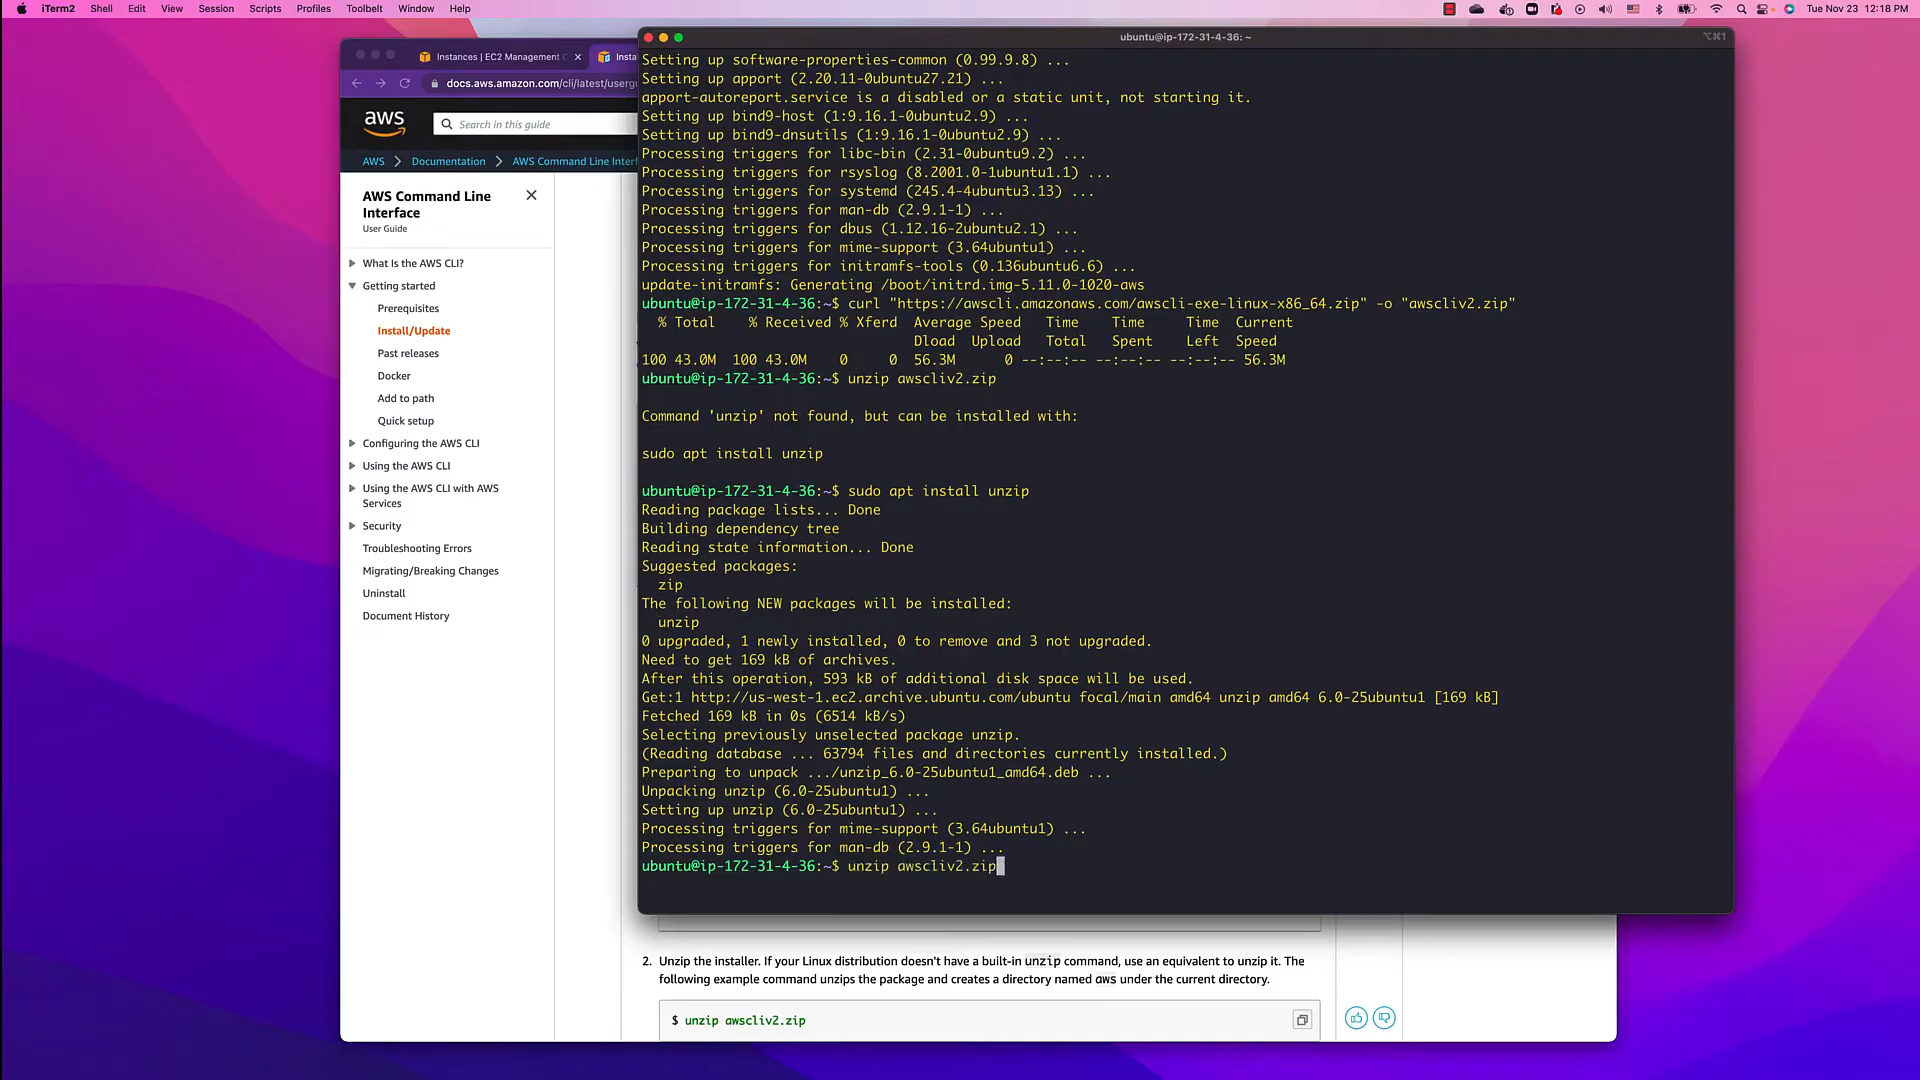 iTerm2 Shell Edit View Session Scripts Profiles Toolbelt Window Help
Tue Nov 23 12:18 PM
Instances | EC2 Management C
Insta
docs.aws.amazon.com/cli/latest/userg
aws
Search in this guide
AWS > Documentation > AWS Command Line Interf
AWS Command Line
Interface
User Guide
What Is the AWS CLI?
Getting started
Prerequisites
Install/Update
Past releases
Docker
Add to path
Quick setup
Configuring the AWS CLI
Using the AWS CLI
Using the AWS CLI with AWS
Services
Security
Troubleshooting Errors
Migrating/Breaking Changes
Uninstall
Document History
ubuntu@ip-172-31-4-36: ~
⌥⌘1
Setting up software-properties-common (0.99.9.8) ...
Setting up apport (2.20.11-0ubuntu27.21) ...
apport-autoreport.service is a disabled or a static unit, not starting it.
Setting up bind9-host (1:9.16.1-0ubuntu2.9) ...
Setting up bind9-dnsutils (1:9.16.1-0ubuntu2.9) ...
Processing triggers for libc-bin (2.31-0ubuntu9.2) ...
Processing triggers for rsyslog (8.2001.0-1ubuntu1.1) ...
Processing triggers for systemd (245.4-4ubuntu3.13) ...
Processing triggers for man-db (2.9.1-1) ...
Processing triggers for dbus (1.12.16-2ubuntu2.1) ...
Processing triggers for mime-support (3.64ubuntu1) ...
Processing triggers for initramfs-tools (0.136ubuntu6.6) ...
update-initramfs: Generating /boot/initrd.img-5.11.0-1020-aws
ubuntu@ip-172-31-4-36:~$ curl "https://awscli.amazonaws.com/awscli-exe-linux-x86_64.zip" -o "awscliv2.zip"
% Total % Received % Xferd Average Speed Time Time Time Current
Dload Upload Total Spent Left Speed
100 43.0M 100 43.0M 0 0 56.3M 0 --:--:-- --:--:-- --:--:-- 56.3M
ubuntu@ip-172-31-4-36:~$ unzip awscliv2.zip
Command 'unzip' not found, but can be installed with:
sudo apt install unzip
ubuntu@ip-172-31-4-36:~$ sudo apt install unzip
Reading package lists... Done
Building dependency tree
Reading state information... Done
Suggested packages:
zip
The following NEW packages will be installed:
unzip
0 upgraded, 1 newly installed, 0 to remove and 3 not upgraded.
Need to get 169 kB of archives.
After this operation, 593 kB of additional disk space will be used.
Get:1 http://us-west-1.ec2.archive.ubuntu.com/ubuntu focal/main amd64 unzip amd64 6.0-25ubuntu1 [169 kB]
Fetched 169 kB in 0s (6514 kB/s)
Selecting previously unselected package unzip.
(Reading database ... 63794 files and directories currently installed.)
Preparing to unpack .../unzip_6.0-25ubuntu1_amd64.deb ...
Unpacking unzip (6.0-25ubuntu1) ...
Setting up unzip (6.0-25ubuntu1) ...
Processing triggers for mime-support (3.64ubuntu1) ...
Processing triggers for man-db (2.9.1-1) ...
ubuntu@ip-172-31-4-36:~$ unzip awscliv2.zip
2. Unzip the installer. If your Linux distribution doesn't have a built-in unzip command, use an equivalent to unzip it. The
following example command unzips the package and creates a directory named aws under the current directory.
$ unzip awscliv2.zip